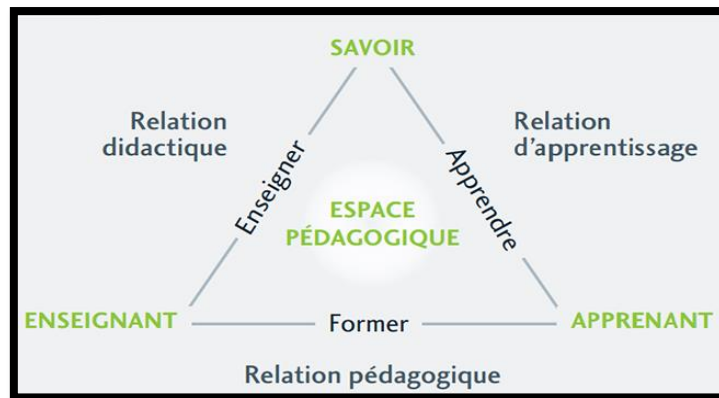 SAVOIR
Relation
didactique
Relation
d'apprentissage
Enseigner
Apprendre
ESPACE
PÉDAGOGIQUE
ENSEIGNANT
Former
APPRENANT
Relation pédagogique